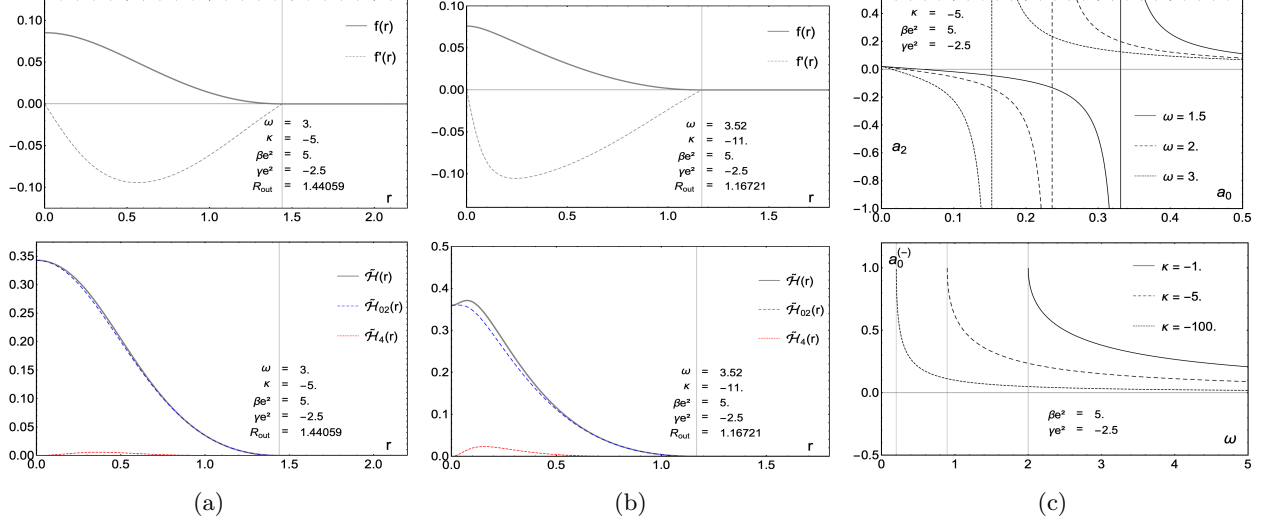 0.10
0.05
0.00
−0.05
−0.10
0.0 0.5 1.0 1.5 2.0
f(r)
f'(r)
ω = 3.
κ = −5.
βe² = 5.
γe² = −2.5
R_out = 1.44059
r
0.10
0.05
0.00
−0.05
−0.10
0.0 0.5 1.0 1.5
f(r)
f'(r)
ω = 3.52
κ = −11.
βe² = 5.
γe² = −2.5
R_out = 1.16721
r
κ = −5.
βe² = 5.
γe² = −2.5
0.4
0.2
0.0
−0.2
−0.4
−0.6
−0.8
−1.0
0.0 0.1 0.2 0.3 0.4 0.5
a₂
ω = 1.5
ω = 2.
ω = 3.
a₀
0.35
0.30
0.25
0.20
0.15
0.10
0.05
0.00
0.0 0.5 1.0 1.5 2.0
H̃(r)
H̃₀₂(r)
H̃₄(r)
ω = 3.
κ = −5.
βe² = 5.
γe² = −2.5
R_out = 1.44059
r
0.5
0.4
0.3
0.2
0.1
0.0
0.0 0.5 1.0 1.5
H̃(r)
H̃₀₂(r)
H̃₄(r)
ω = 3.52
κ = −11.
βe² = 5.
γe² = −2.5
R_out = 1.16721
r
a₀⁽⁻⁾
1.0
0.5
0.0
−0.5
0 1 2 3 4 5
κ = −1.
κ = −5.
κ = −100.
βe² = 5.
γe² = −2.5
ω
(a) (b) (c)